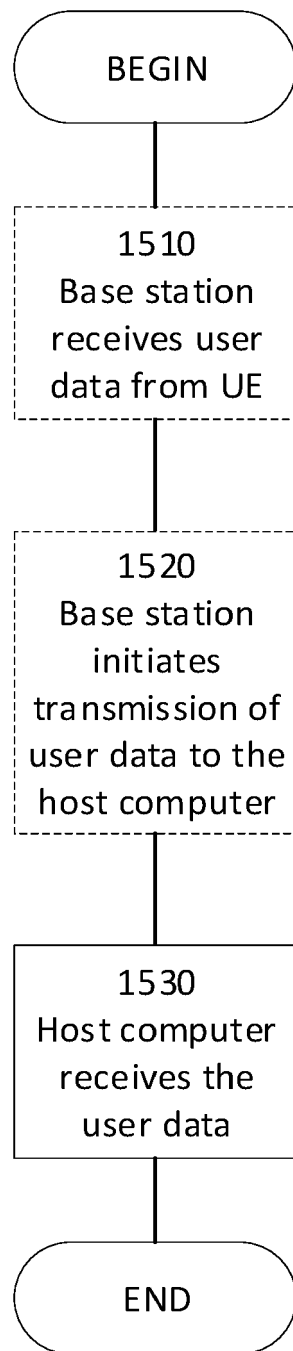 BEGIN
1510
Base station
receives user
data from UE
1520
Base station
initiates
transmission of
user data to the
host computer
1530
Host computer
receives the
user data
END